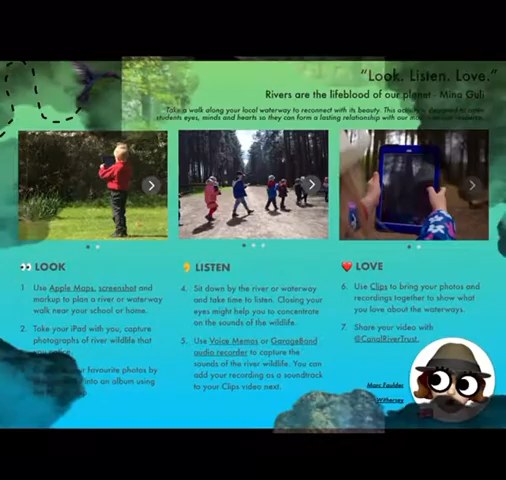 “Look. Listen. Love.”
Rivers are the lifeblood of our planet - Mina Guli
Take a walk along your local waterway to reconnect with its beauty. This activity is designed to open
students eyes, minds and hearts so they can form a lasting relationship with our most precious resource.
LOOK
1 Use Apple Maps, screenshot and
markup to plan a river or waterway
walk near your school or home.
2. Take your iPad with you, capture
photographs of river wildlife that
your favourite photos by
into an album using
LISTEN
4. Sit down by the river or waterway
and take time to listen. Closing your
eyes might help you to concentrate
on the sounds of the wildlife.
5. Use Voice Memos or GarageBand
audio recorder to capture the
sounds of the river wildlife. You can
add your recording as a soundtrack
to your Clips video next.
LOVE
6. Use Clips to bring your photos and
recordings together to show what
you love about the waterways.
7. Share your video with
@CanalRiverTrust.
Marc Faulder